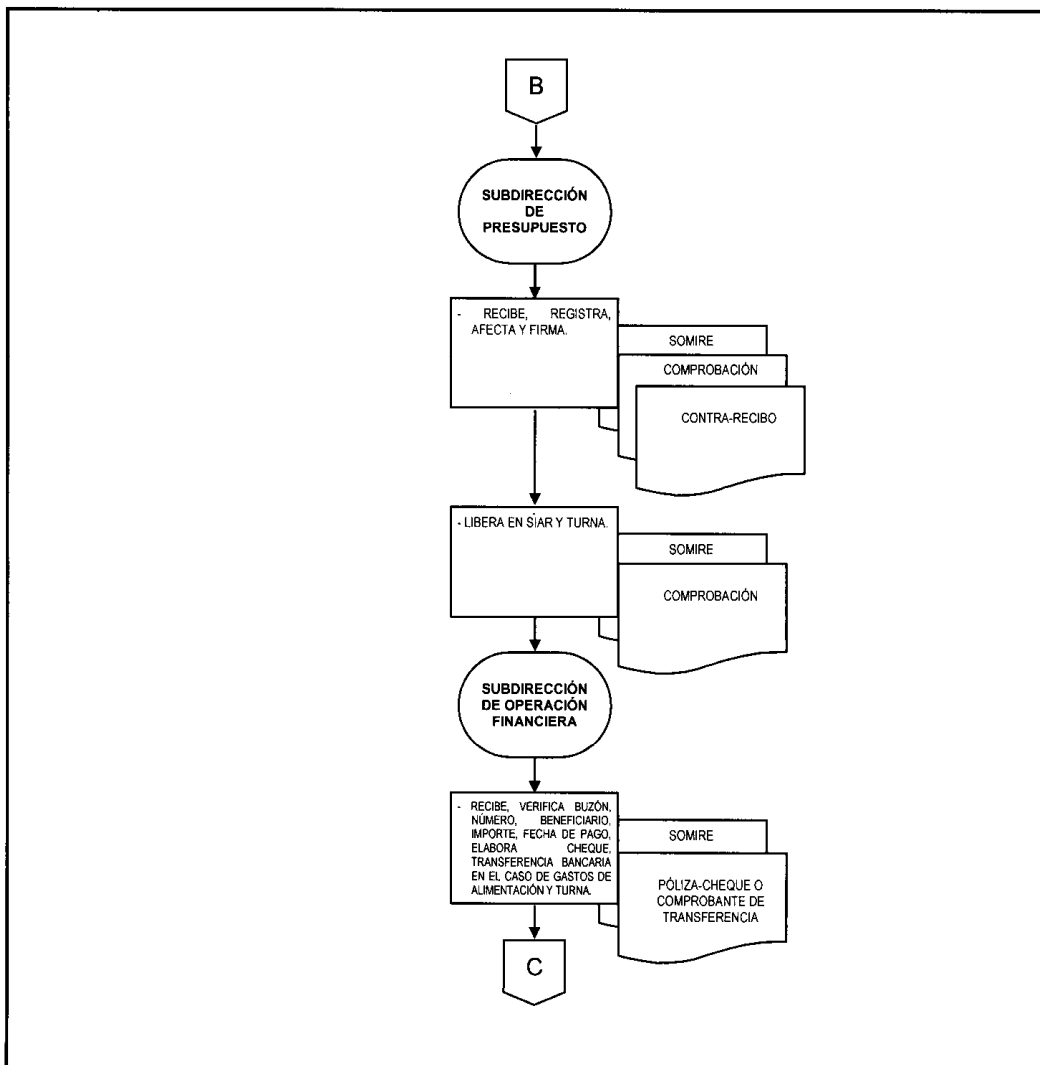 B
SUBDIRECCIÓN
DE
PRESUPUESTO
- RECIBE, REGISTRA,
AFECTA Y FIRMA.
SOMIRE
COMPROBACIÓN
CONTRA-RECIBO
- LIBERA EN SIAR Y TURNA.
SOMIRE
COMPROBACIÓN
SUBDIRECCIÓN
DE OPERACIÓN
FINANCIERA
- RECIBE, VERIFICA BUZÓN,
NÚMERO, BENEFICIARIO,
IMPORTE, FECHA DE PAGO,
ELABORA CHEQUE,
TRANSFERENCIA BANCARIA
EN EL CASO DE GASTOS DE
ALIMENTACIÓN Y TURNA.
SOMIRE
PÓLIZA-CHEQUE O
COMPROBANTE DE
TRANSFERENCIA
C